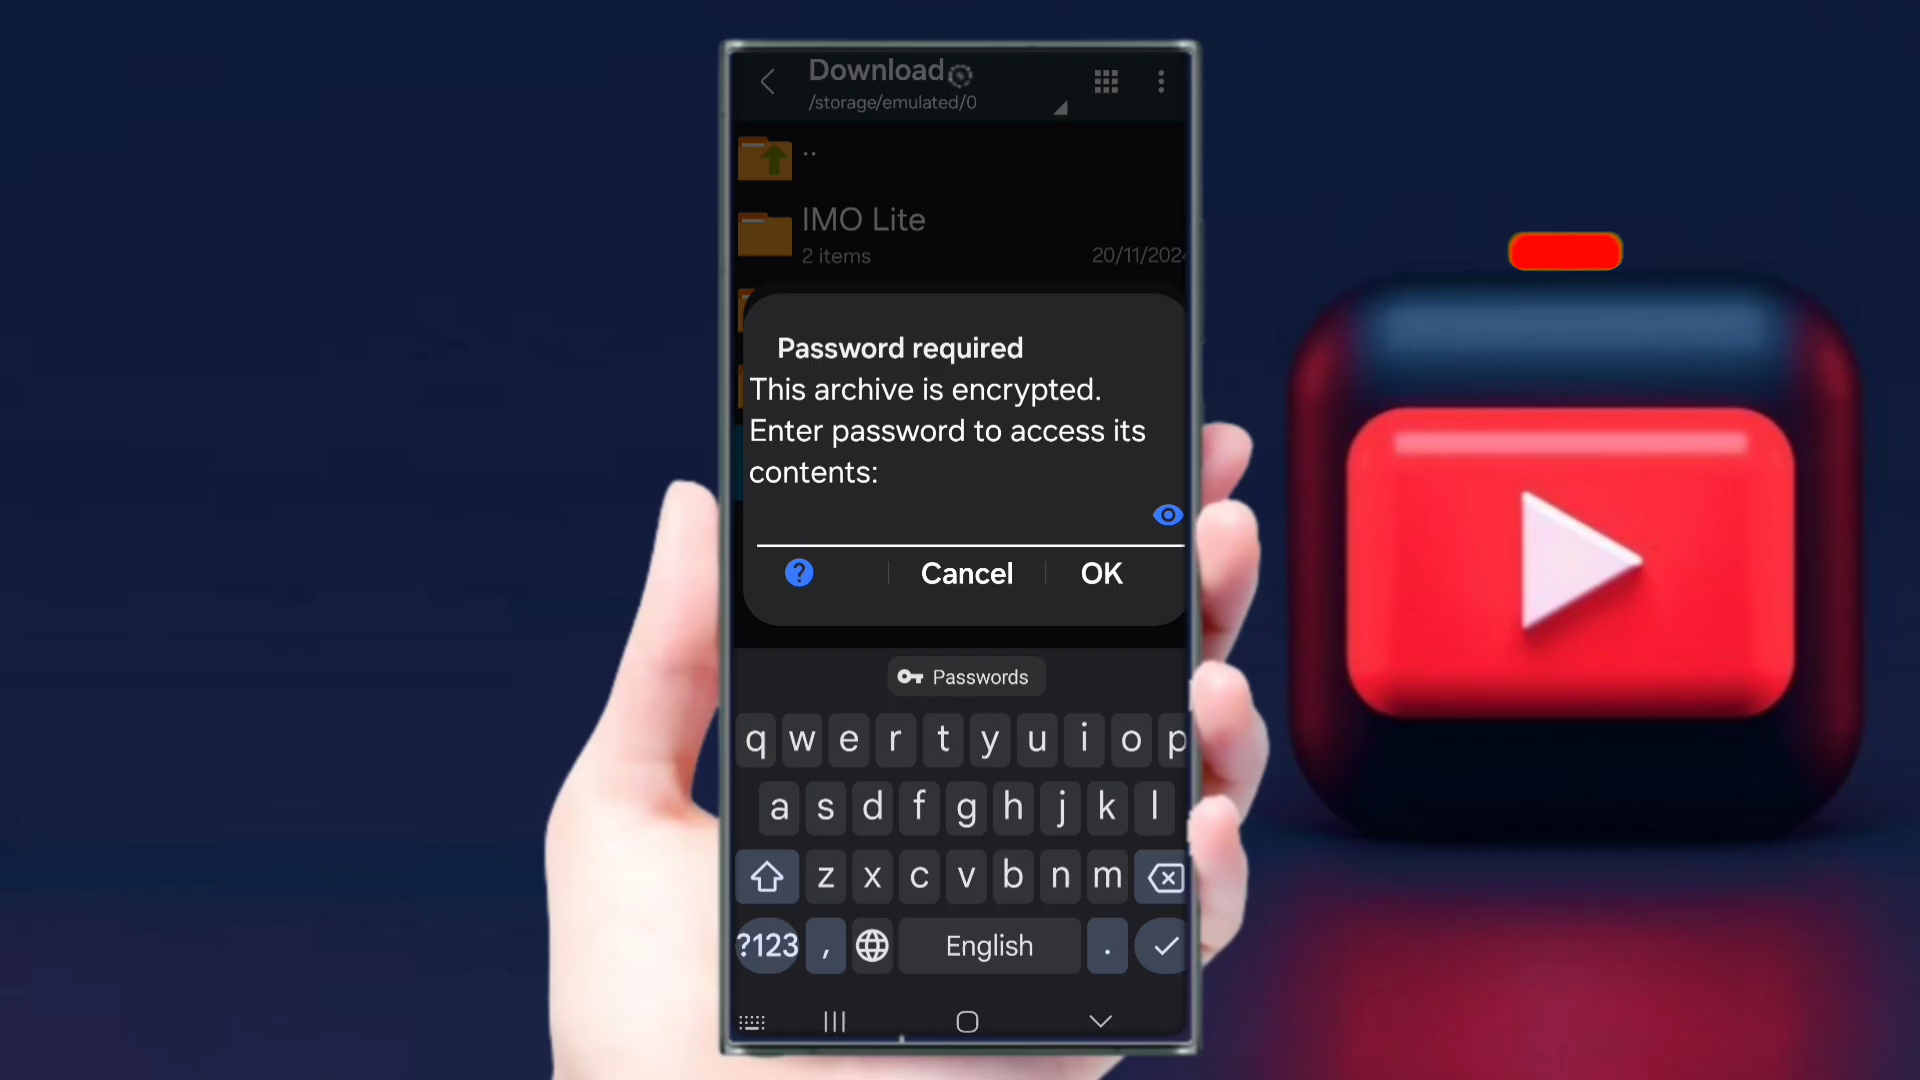 Download
/storage/emulated/0
..
IMO Lite
2 items
20/11/2024
Password required
This archive is encrypted.
Enter password to access its
contents:
?
Cancel
OK
Passwords
q w e r t y u i o p
a s d f g h j k l
z x c v b n m
?123 , English .